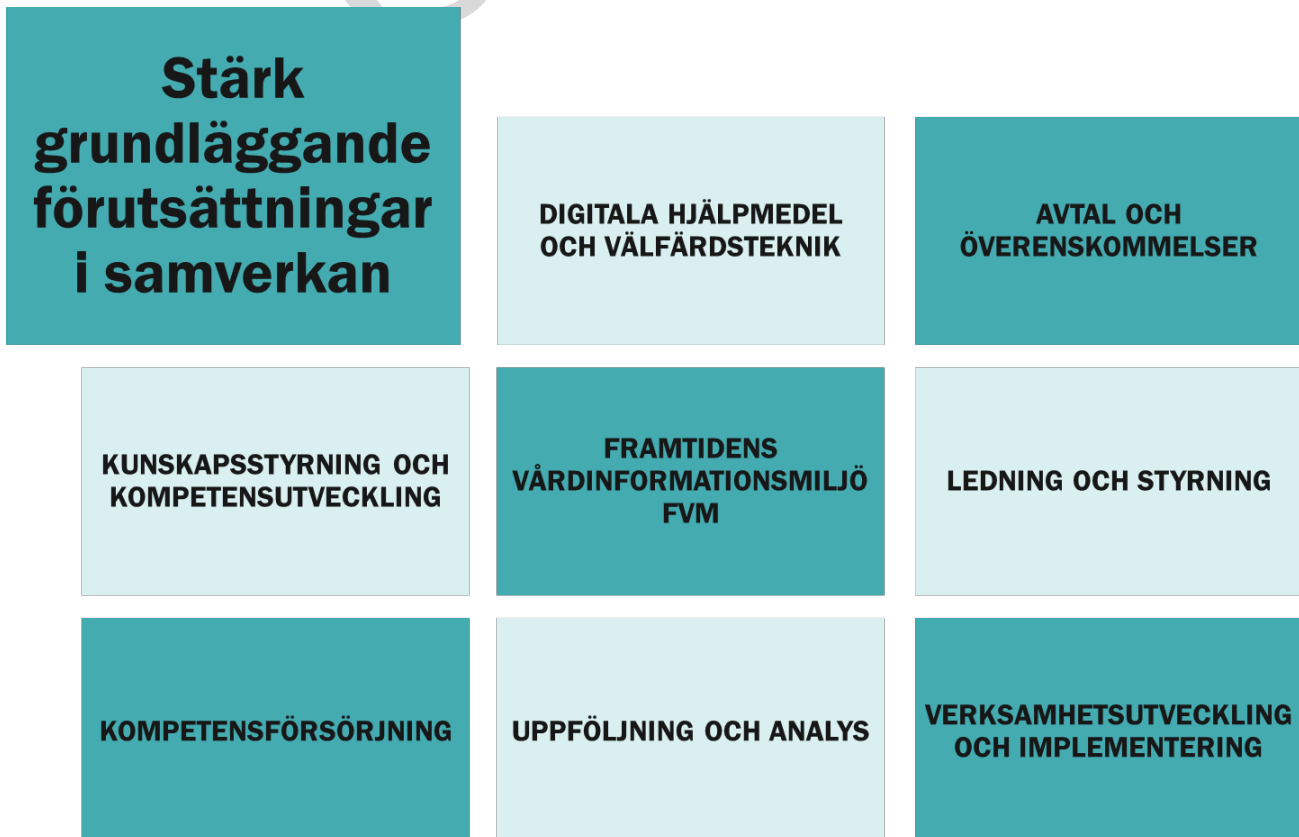 Stärk
grundläggande
förutsättningar
i samverkan
DIGITALA HJÄLPMEDEL
OCH VÄLFÄRDSTEKNIK
AVTAL OCH
ÖVERENSKOMMELSER
KUNSKAPSSTYRNING OCH
KOMPETENSUTVECKLING
FRAMTIDENS
VÅRDINFORMATIONSMILJÖ
FVM
LEDNING OCH STYRNING
KOMPETENSFÖRSÖRJNING
UPPFÖLJNING OCH ANALYS
VERKSAMHETSUTVECKLING
OCH IMPLEMENTERING